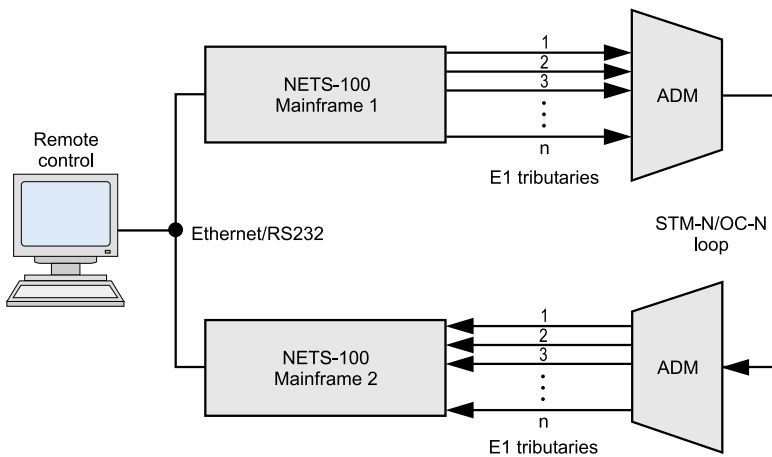 Remote
control
Ethernet/RS232
NETS-100
Mainframe 1
1
2
3
n
E1 tributaries
ADM
STM-N/OC-N
loop
NETS-100
Mainframe 2
1
2
3
n
E1 tributaries
ADM